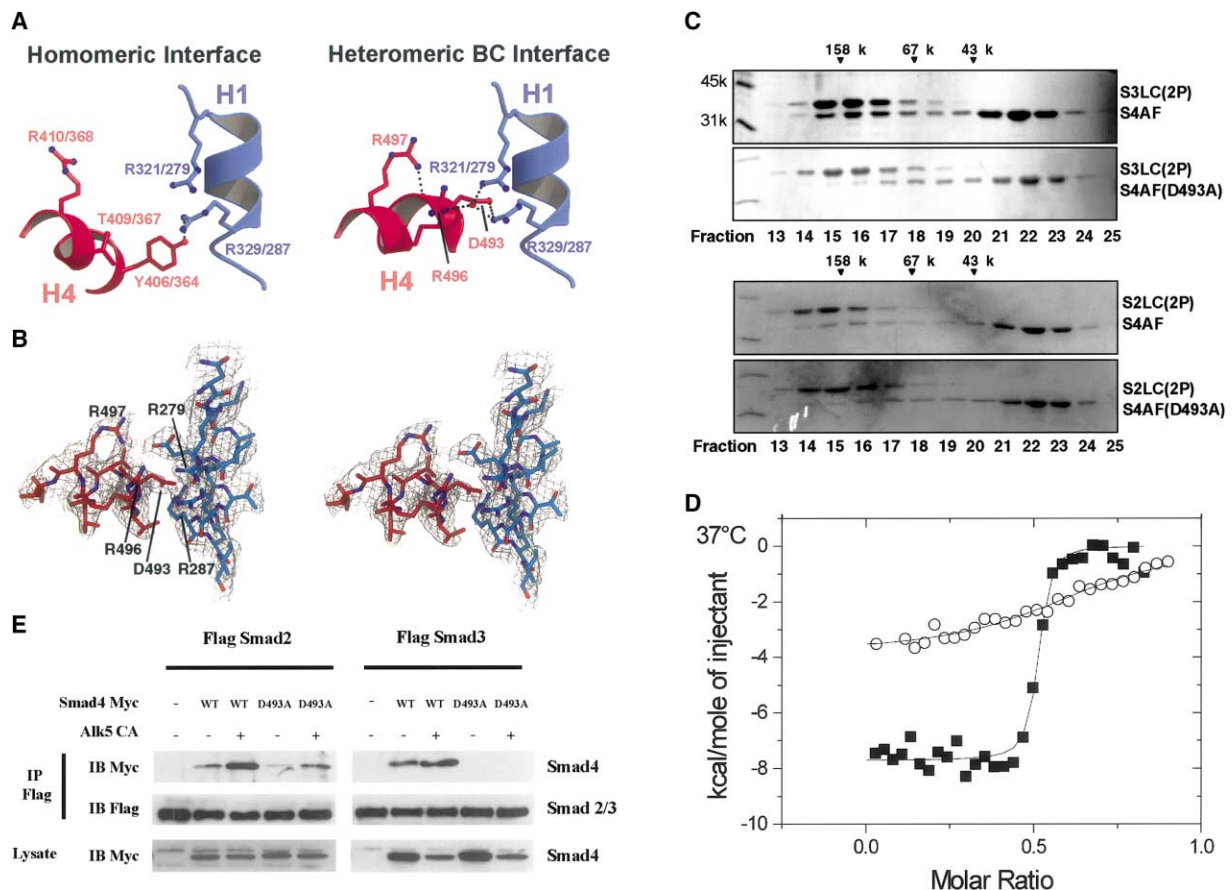 A
Homomeric Interface
Heteromeric BC Interface
H1
H1
R410/368
R321/279
R497
R321/279
T409/367
Y406/364
R329/287
D493
R329/287
H4
H4
R496
B
R497
R279
R496
D493
R287
C
158 k 67 k 43 k
45k
31k
S3LC(2P)
S4AF
S3LC(2P)
S4AF(D493A)
Fraction 13 14 15 16 17 18 19 20 21 22 23 24 25
158 k 67 k 43 k
S2LC(2P)
S4AF
S2LC(2P)
S4AF(D493A)
Fraction 13 14 15 16 17 18 19 20 21 22 23 24 25
D
37°C
0
-2
-4
-6
-8
-10
kcal/mole of injectant
0.0 0.5 1.0
Molar Ratio
E
Flag Smad2 Flag Smad3
Smad4 Myc - WT WT D493A D493A - WT WT D493A D493A
Alk5 CA - - + - + - - + - +
IP
Flag
IB Myc Smad4
IB Flag Smad 2/3
Lysate IB Myc Smad4